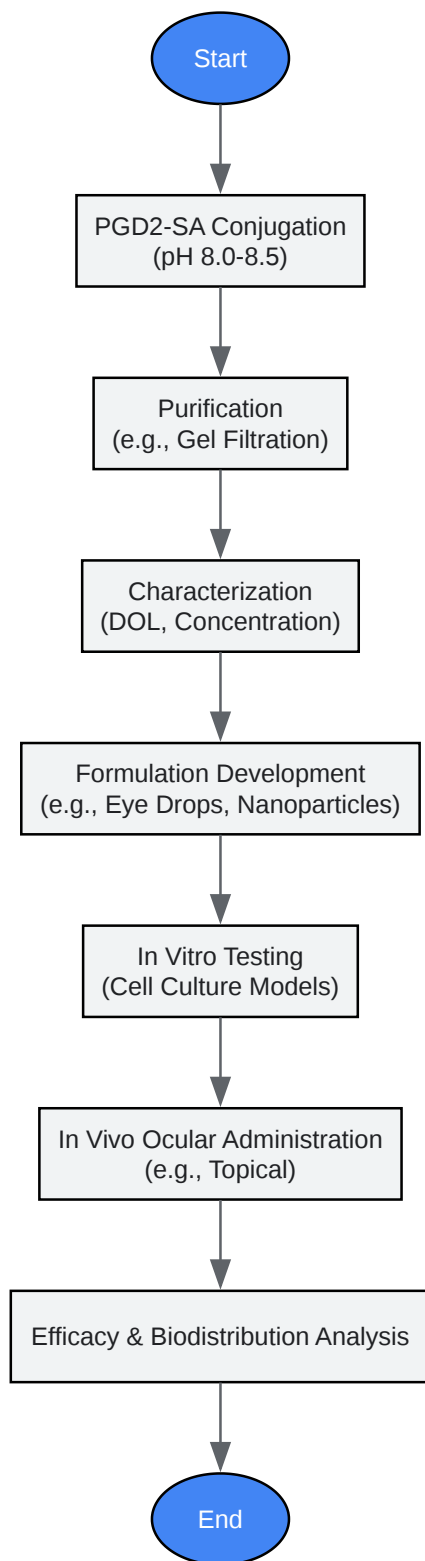 Start
PGD2-SA Conjugation
(pH 8.0-8.5)
Purification
(e.g., Gel Filtration)
Characterization
(DOL, Concentration)
Formulation Development
(e.g., Eye Drops, Nanoparticles)
In Vitro Testing
(Cell Culture Models)
In Vivo Ocular Administration
(e.g., Topical)
Efficacy & Biodistribution Analysis
End